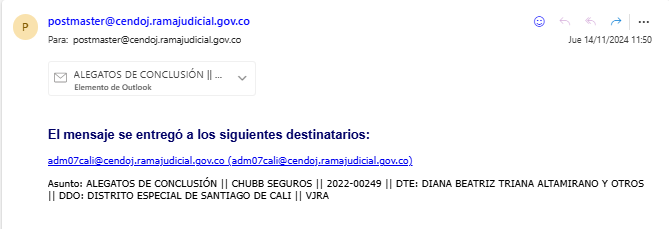 P
postmaster@cendoj.ramajudicial.gov.co
Para: postmaster@cendoj.ramajudicial.gov.co
Jue 14/11/2024 11:50
ALEGATOS DE CONCLUSIÓN || ...
Elemento de Outlook
El mensaje se entregó a los siguientes destinatarios:
adm07cali@cendoj.ramajudicial.gov.co (adm07cali@cendoj.ramajudicial.gov.co)
Asunto: ALEGATOS DE CONCLUSIÓN || CHUBB SEGUROS || 2022-00249 || DTE: DIANA BEATRIZ TRIANA ALTAMIRANO Y OTROS
|| DDO: DISTRITO ESPECIAL DE SANTIAGO DE CALI || VJRA